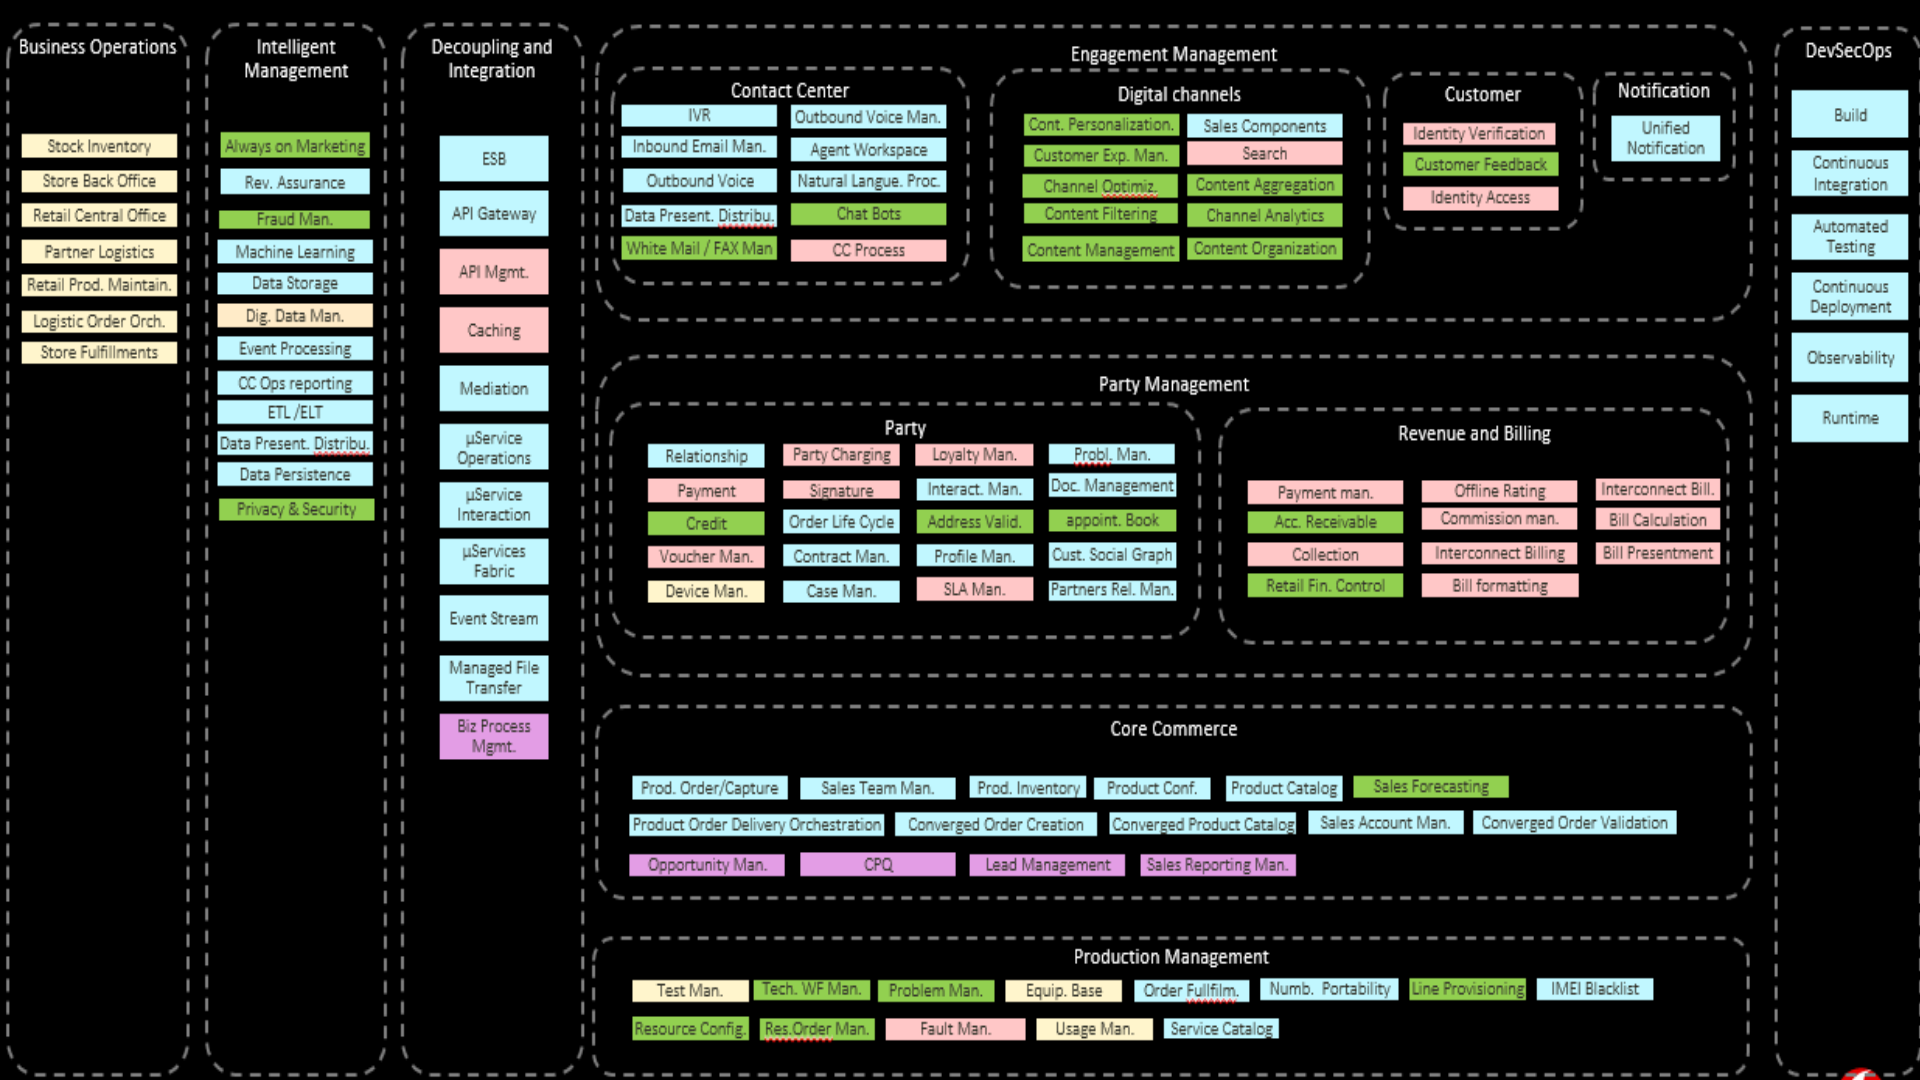 Business Operations
Stock Inventory
Store Back Office
Retail Central Office
Partner Logistics
Retail Prod. Maintain.
Logistic Order Orch.
Store Fulfillments
Intelligent
Management
Always on Marketing
Rev. Assurance
Fraud Man.
Machine Learning
Data Storage
Dig. Data Man.
Event Processing
CC Ops reporting
ETL /ELT
Data Present. Distribu.
Data Persistence
Privacy & Security
Decoupling and
Integration
ESB
API Gateway
API Mgmt.
Caching
Mediation
µService
Operations
µService
Interaction
µServices
Fabric
Event Stream
Managed File
Transfer
Biz Process
Mgmt.
Engagement Management
Contact Center
IVR
Outbound Voice Man.
Inbound Email Man.
Agent Workspace
Outbound Voice
Natural Langue. Proc.
Data Present. Distribu.
Chat Bots
White Mail / FAX Man
CC Process
Digital channels
Cont. Personalization.
Sales Components
Customer Exp. Man.
Search
Channel Optimiz.
Content Aggregation
Content Filtering
Channel Analytics
Content Management
Content Organization
Customer
Identity Verification
Customer Feedback
Identity Access
Notification
Unified
Notification
Party Management
Party
Relationship
Party Charging
Loyalty Man.
Probl. Man.
Payment
Signature
Interact. Man.
Doc. Management
Credit
Order Life Cycle
Address Valid.
appoint. Book
Voucher Man.
Contract Man.
Profile Man.
Cust. Social Graph
Device Man.
Case Man.
SLA Man.
Partners Rel. Man.
Revenue and Billing
Payment man.
Offline Rating
Interconnect Bill.
Acc. Receivable
Commission man.
Bill Calculation
Collection
Interconnect Billing
Bill Presentment
Retail Fin. Control
Bill formatting
Core Commerce
Prod. Order/Capture
Sales Team Man.
Prod. Inventory
Product Conf.
Product Catalog
Sales Forecasting
Product Order Delivery Orchestration
Converged Order Creation
Converged Product Catalog
Sales Account Man.
Converged Order Validation
Opportunity Man.
CPQ
Lead Management
Sales Reporting Man.
Production Management
Test Man.
Tech. WF Man.
Problem Man.
Equip. Base
Order Fullfilm.
Numb. Portability
Line Provisioning
IMEI Blacklist
Resource Config.
Res.Order Man.
Fault Man.
Usage Man.
Service Catalog
DevSecOps
Build
Continuous
Integration
Automated
Testing
Continuous
Deployment
Observability
Runtime